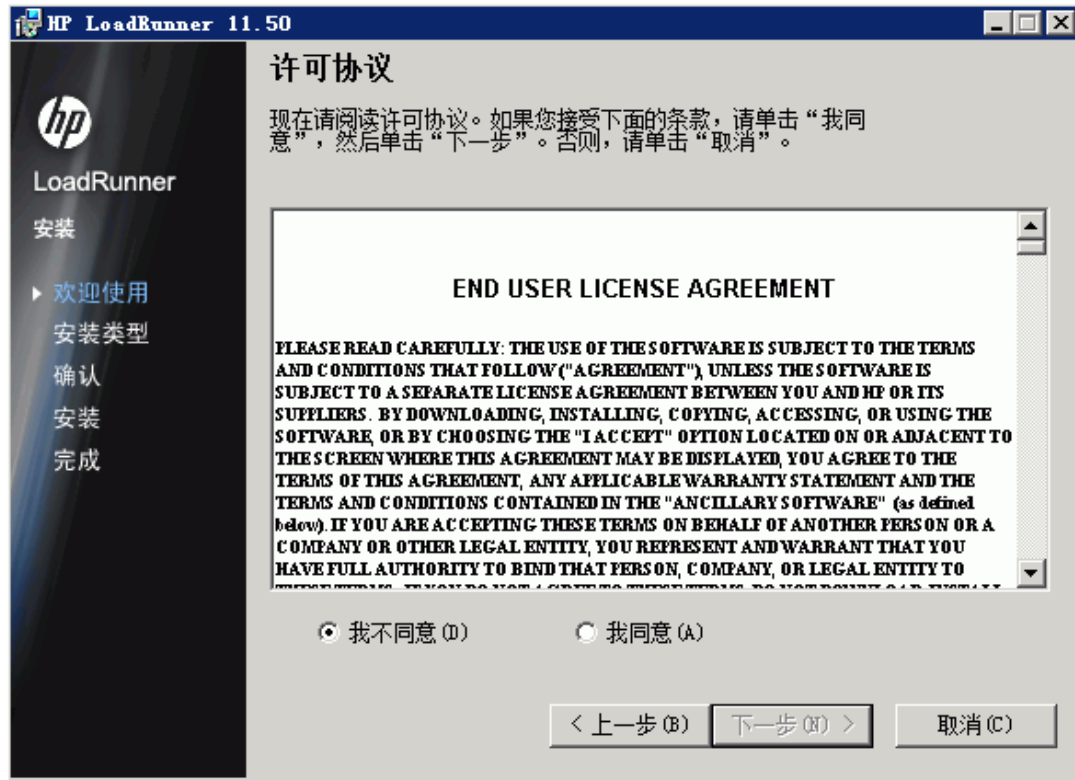 HP LoadRunner 11.50
hp
LoadRunner
安装
欢迎使用
安装类型
确认
安装
完成
许可协议
现在请阅读许可协议。如果您接受下面的条款，请单击“我同
意”，然后单击“下一步”。否则，请单击“取消”。
END USER LICENSE AGREEMENT
PLEASE READ CAREFULLY: THE USE OF THE SOFTWARE IS SUBJECT TO THE TERMS
AND CONDITIONS THAT FOLLOW ("AGREEMENT"), UNLESS THE SOFTWARE IS
SUBJECT TO A SEPARATE LICENSE AGREEMENT BETWEEN YOU AND HP OR ITS
SUPPLIERS. BY DOWNLOADING, INSTALLING, COPYING, ACCESSING, OR USING THE
SOFTWARE, OR BY CHOOSING THE "I ACCEPT" OPTION LOCATED ON OR ADJACENT TO
THE SCREEN WHERE THIS AGREEMENT MAY BE DISPLAYED, YOU AGREE TO THE
TERMS OF THIS AGREEMENT, ANY APPLICABLE WARRANTY STATEMENT AND THE
TERMS AND CONDITIONS CONTAINED IN THE "ANCILLARY SOFTWARE" (as defined
below). IF YOU ARE ACCEPTING THESE TERMS ON BEHALF OF ANOTHER PERSON OR A
COMPANY OR OTHER LEGAL ENTITY, YOU REPRESENT AND WARRANT THAT YOU
HAVE FULL AUTHORITY TO BIND THAT PERSON, COMPANY, OR LEGAL ENTITY TO
我不同意(D) 我同意(A)
< 上一步(B) 下一步(N) > 取消(C)